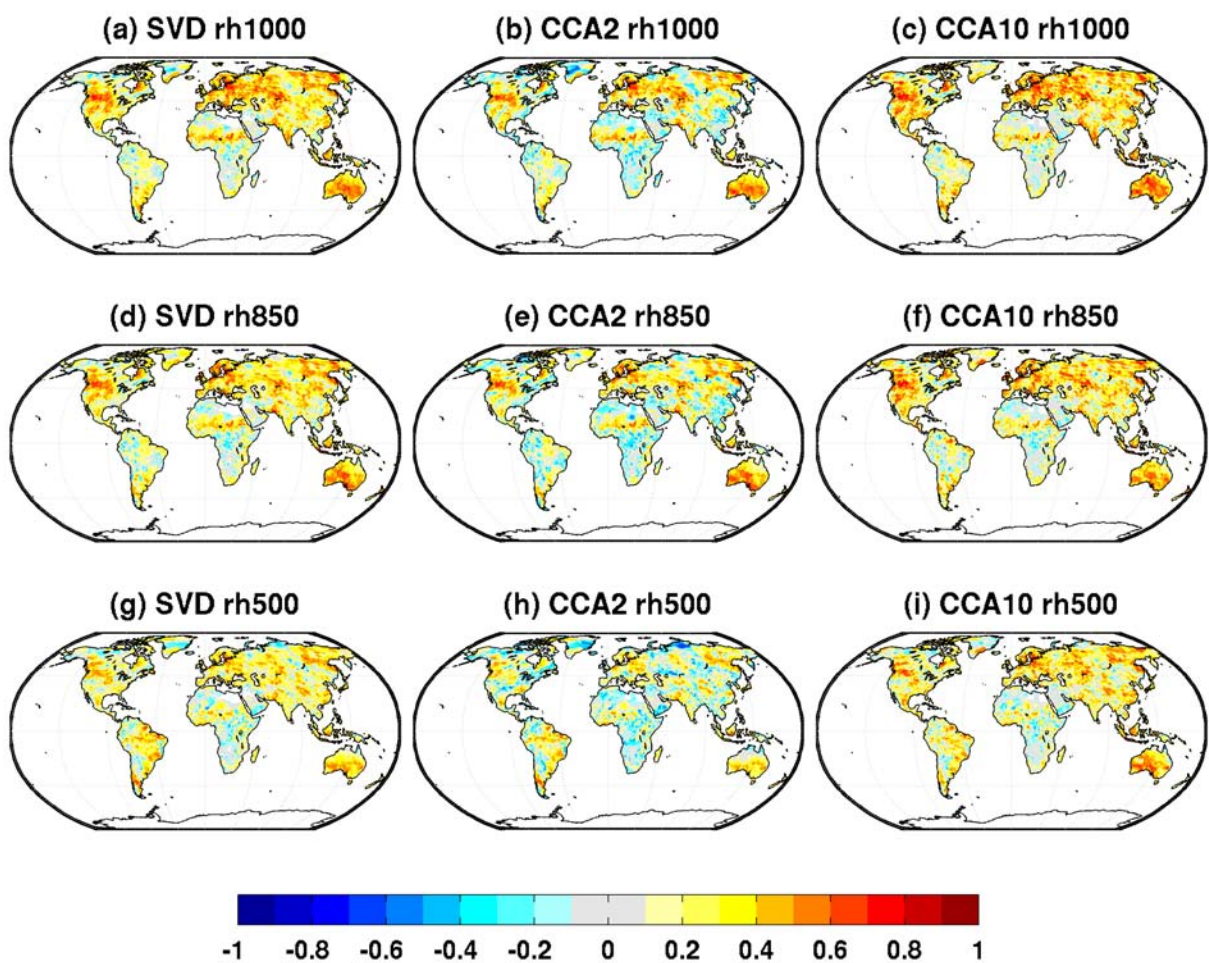 (a) SVD rh1000 (b) CCA2 rh1000 (c) CCA10 rh1000
(d) SVD rh850 (e) CCA2 rh850 (f) CCA10 rh850
(g) SVD rh500 (h) CCA2 rh500 (i) CCA10 rh500
-1 -0.8 -0.6 -0.4 -0.2 0 0.2 0.4 0.6 0.8 1